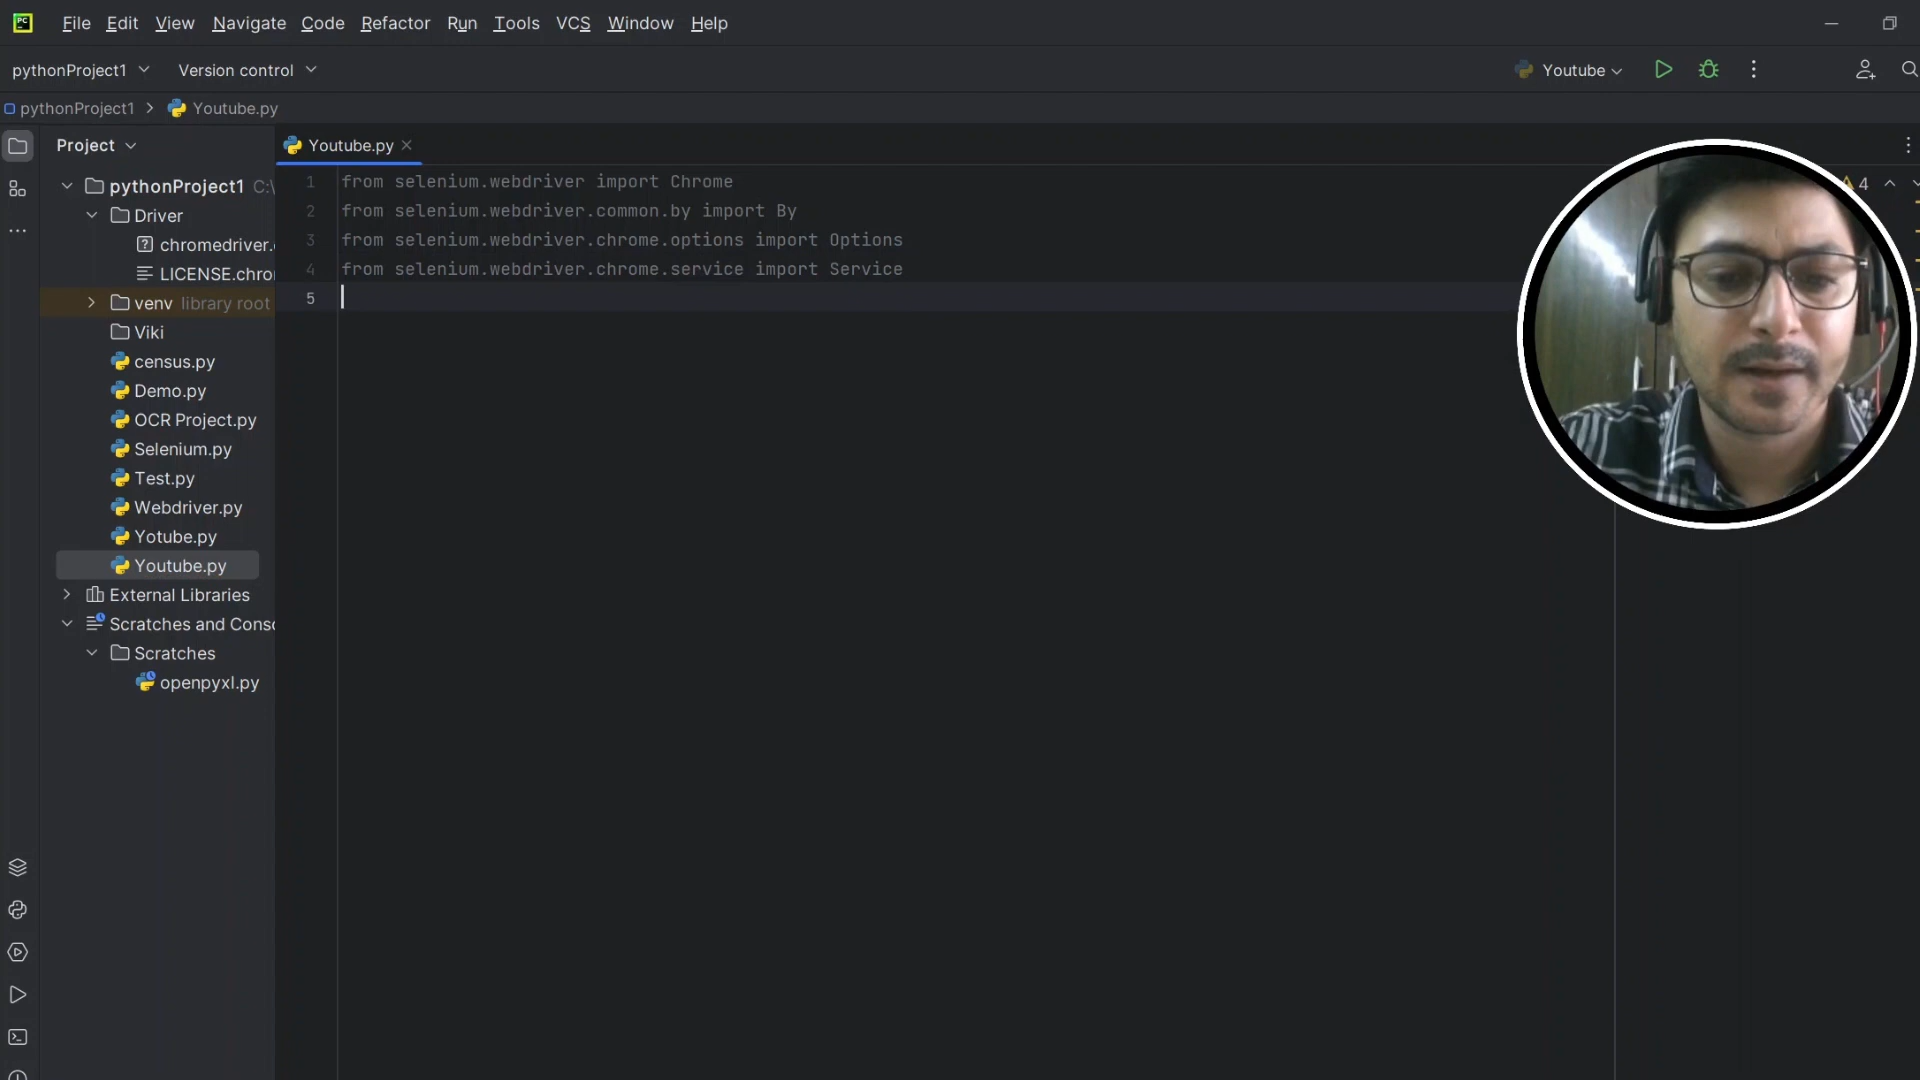 PC
File Edit View Navigate Code Refactor Run Tools VCS Window Help
pythonProject1 Version control Youtube
pythonProject1 Youtube.py
Project
Youtube.py
pythonProject1 C:\
Driver
chromedriver.
LICENSE.chro
venv library root
Viki
census.py
Demo.py
OCR Project.py
Selenium.py
Test.py
Webdriver.py
Yotube.py
Youtube.py
External Libraries
Scratches and Conso
Scratches
openpyxl.py
1 from selenium.webdriver import Chrome
2 from selenium.webdriver.common.by import By
3 from selenium.webdriver.chrome.options import Options
4 from selenium.webdriver.chrome.service import Service
5
4